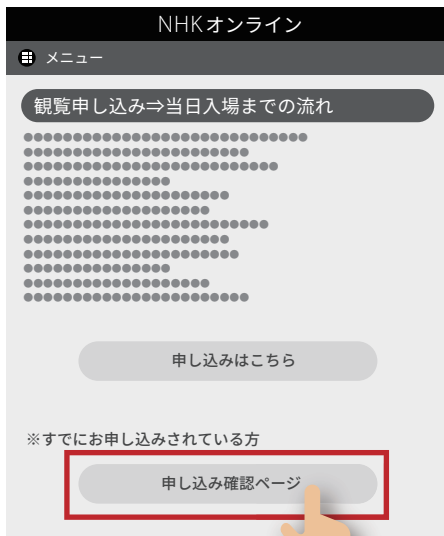 NHKオンライン
メニュー
観覧申し込み⇒当日入場までの流れ
申し込みはこちら
※すでにお申し込みされている方
申し込み確認ページ